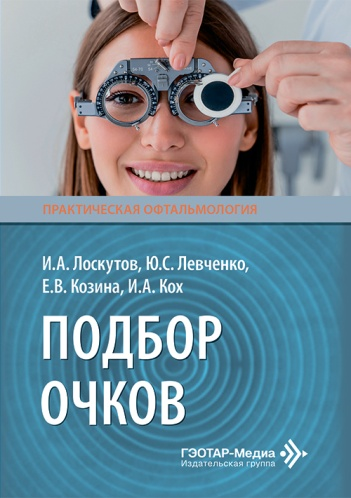 ПРАКТИЧЕСКАЯ ОФТАЛЬМОЛОГИЯ
И.А. Лоскутов, Ю.С. Левченко,
Е.В. Козина, И.А. Кох
ПОДБОР
ОЧКОВ
ГЭОТАР-Медиа
Издательская группа